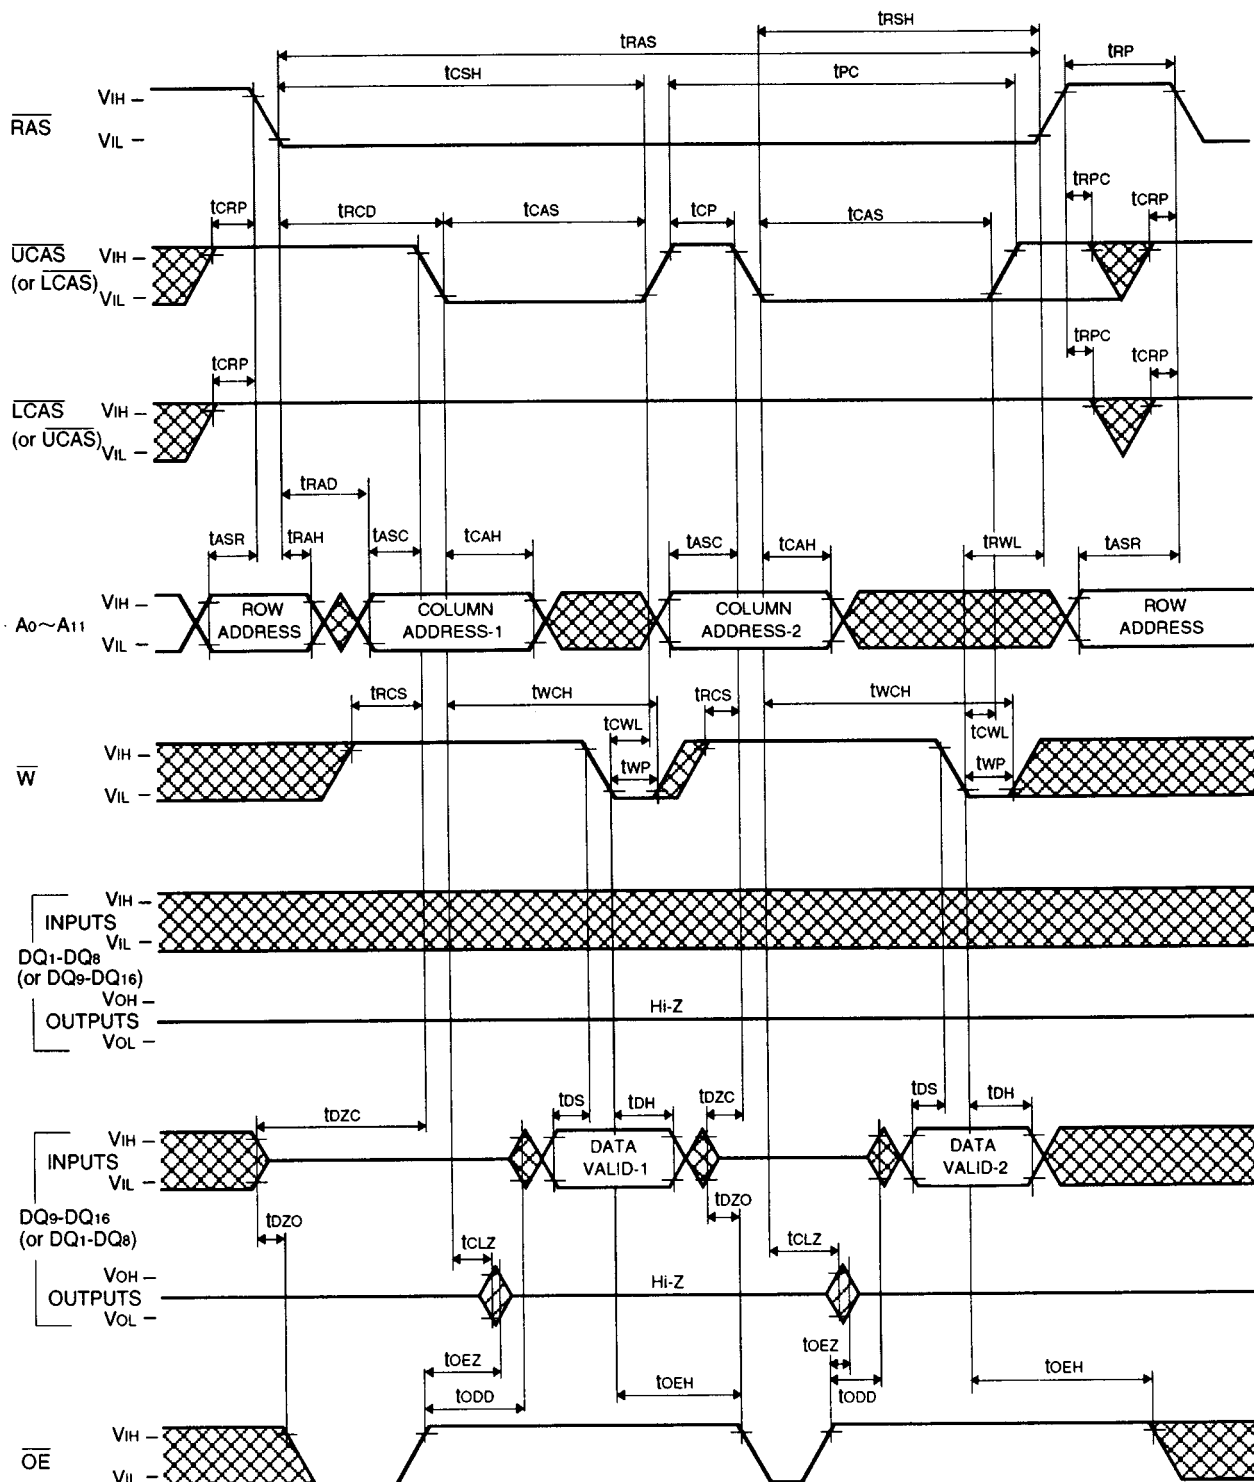 tRSH
tRAS
tRP
tCSH
tPC
VIH
RAS
VIL
tRPC
tCRP
tRCD
tCAS
tCP
tCAS
tCRP
UCAS
VIH
(or LCAS)
VIL
tRPC
tCRP
tCRP
LCAS
VIH
(or UCAS)
VIL
tRAD
tASR
tRAH
tASC
tCAH
tASC
tCAH
tRWL
tASR
VIH
A0~A11
VIL
ROW ADDRESS
COLUMN ADDRESS-1
COLUMN ADDRESS-2
ROW ADDRESS
tRCS
tWCH
tRCS
tWCH
tCWL
tCWL
VIH
W
VIL
tWP
tWP
VIH
INPUTS
VIL
DQ1-DQ8
(or DQ9-DQ16)
VOH
OUTPUTS
Hi-Z
VOL
tDZC
tDS
tDH
tDZC
tDS
tDH
VIH
INPUTS
VIL
DATA VALID-1
DATA VALID-2
DQ9-DQ16
(or DQ1-DQ8)
tDZO
tDZO
tCLZ
tCLZ
VOH
OUTPUTS
Hi-Z
VOL
tOEZ
tOEZ
tODD
tOEH
tODD
tOEH
VIH
OE
VIL